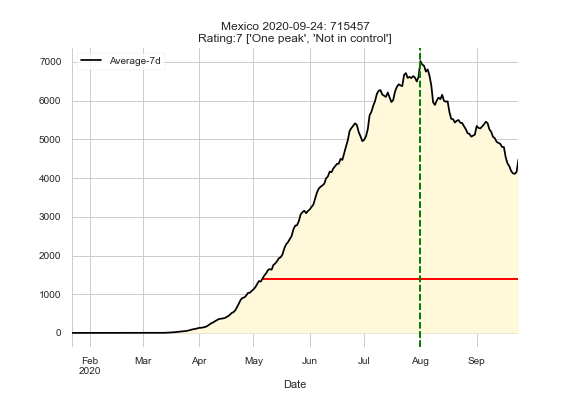 Mexico 2020-09-24: 715457
Rating:7 ['One peak', 'Not in control']
Average-7d
7000
6000
5000
4000
3000
2000
1000
0
Feb Mar Apr May Jun Jul Aug Sep
2020
Date